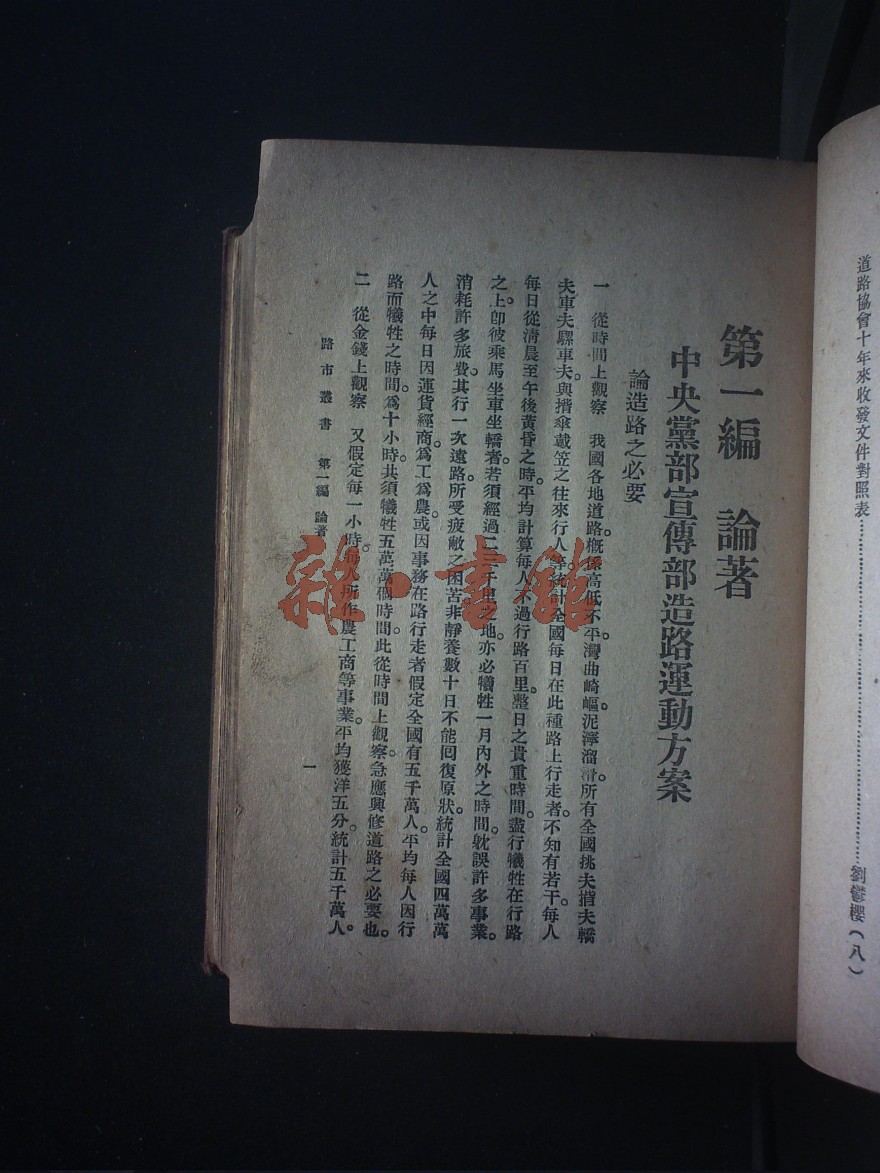 道路協會十年來收發文件對照表……………………………………劉鬱櫻(八)
第一編　論著
中央黨部宣傳部造路運動方案
論造路之必要
一　從時間上觀察　我國各地道路。概係高低不平灣曲崎嶇泥濘溜滑。所有全國挑夫揹夫轎
夫車夫騾車夫與揹傘戴笠之往來行人等統計全國每日在此種路上行走者。不知有若干。每人
每日從清晨至午後黃昏之時。平均計算每人不過行路百里。整日之貴重時間。盡行犧牲在行路
之上。卽彼乘馬坐車坐轎者。若須經過二三千里之地。亦必犧牲一月內外之時間。躭誤許多事業
消耗許多旅費。其行一次遠路。所受疲敝之困苦非靜養數十日不能囘復原狀。統計全國四萬萬
人之中每日因運貨經商爲工爲農。或因事務在路行走者假定全國有五千萬人。平均每人因行
路而犧牲之時間。爲十小時。共須犧牲五萬萬個時間。此從時間上觀察。急應興修道路之必要也。
二　從金錢上觀察　又假定每一小時。每人所作農工商等事業。平均獲洋五分。統計五千萬人。
路市叢書　第一編　論著
一
雜·書館